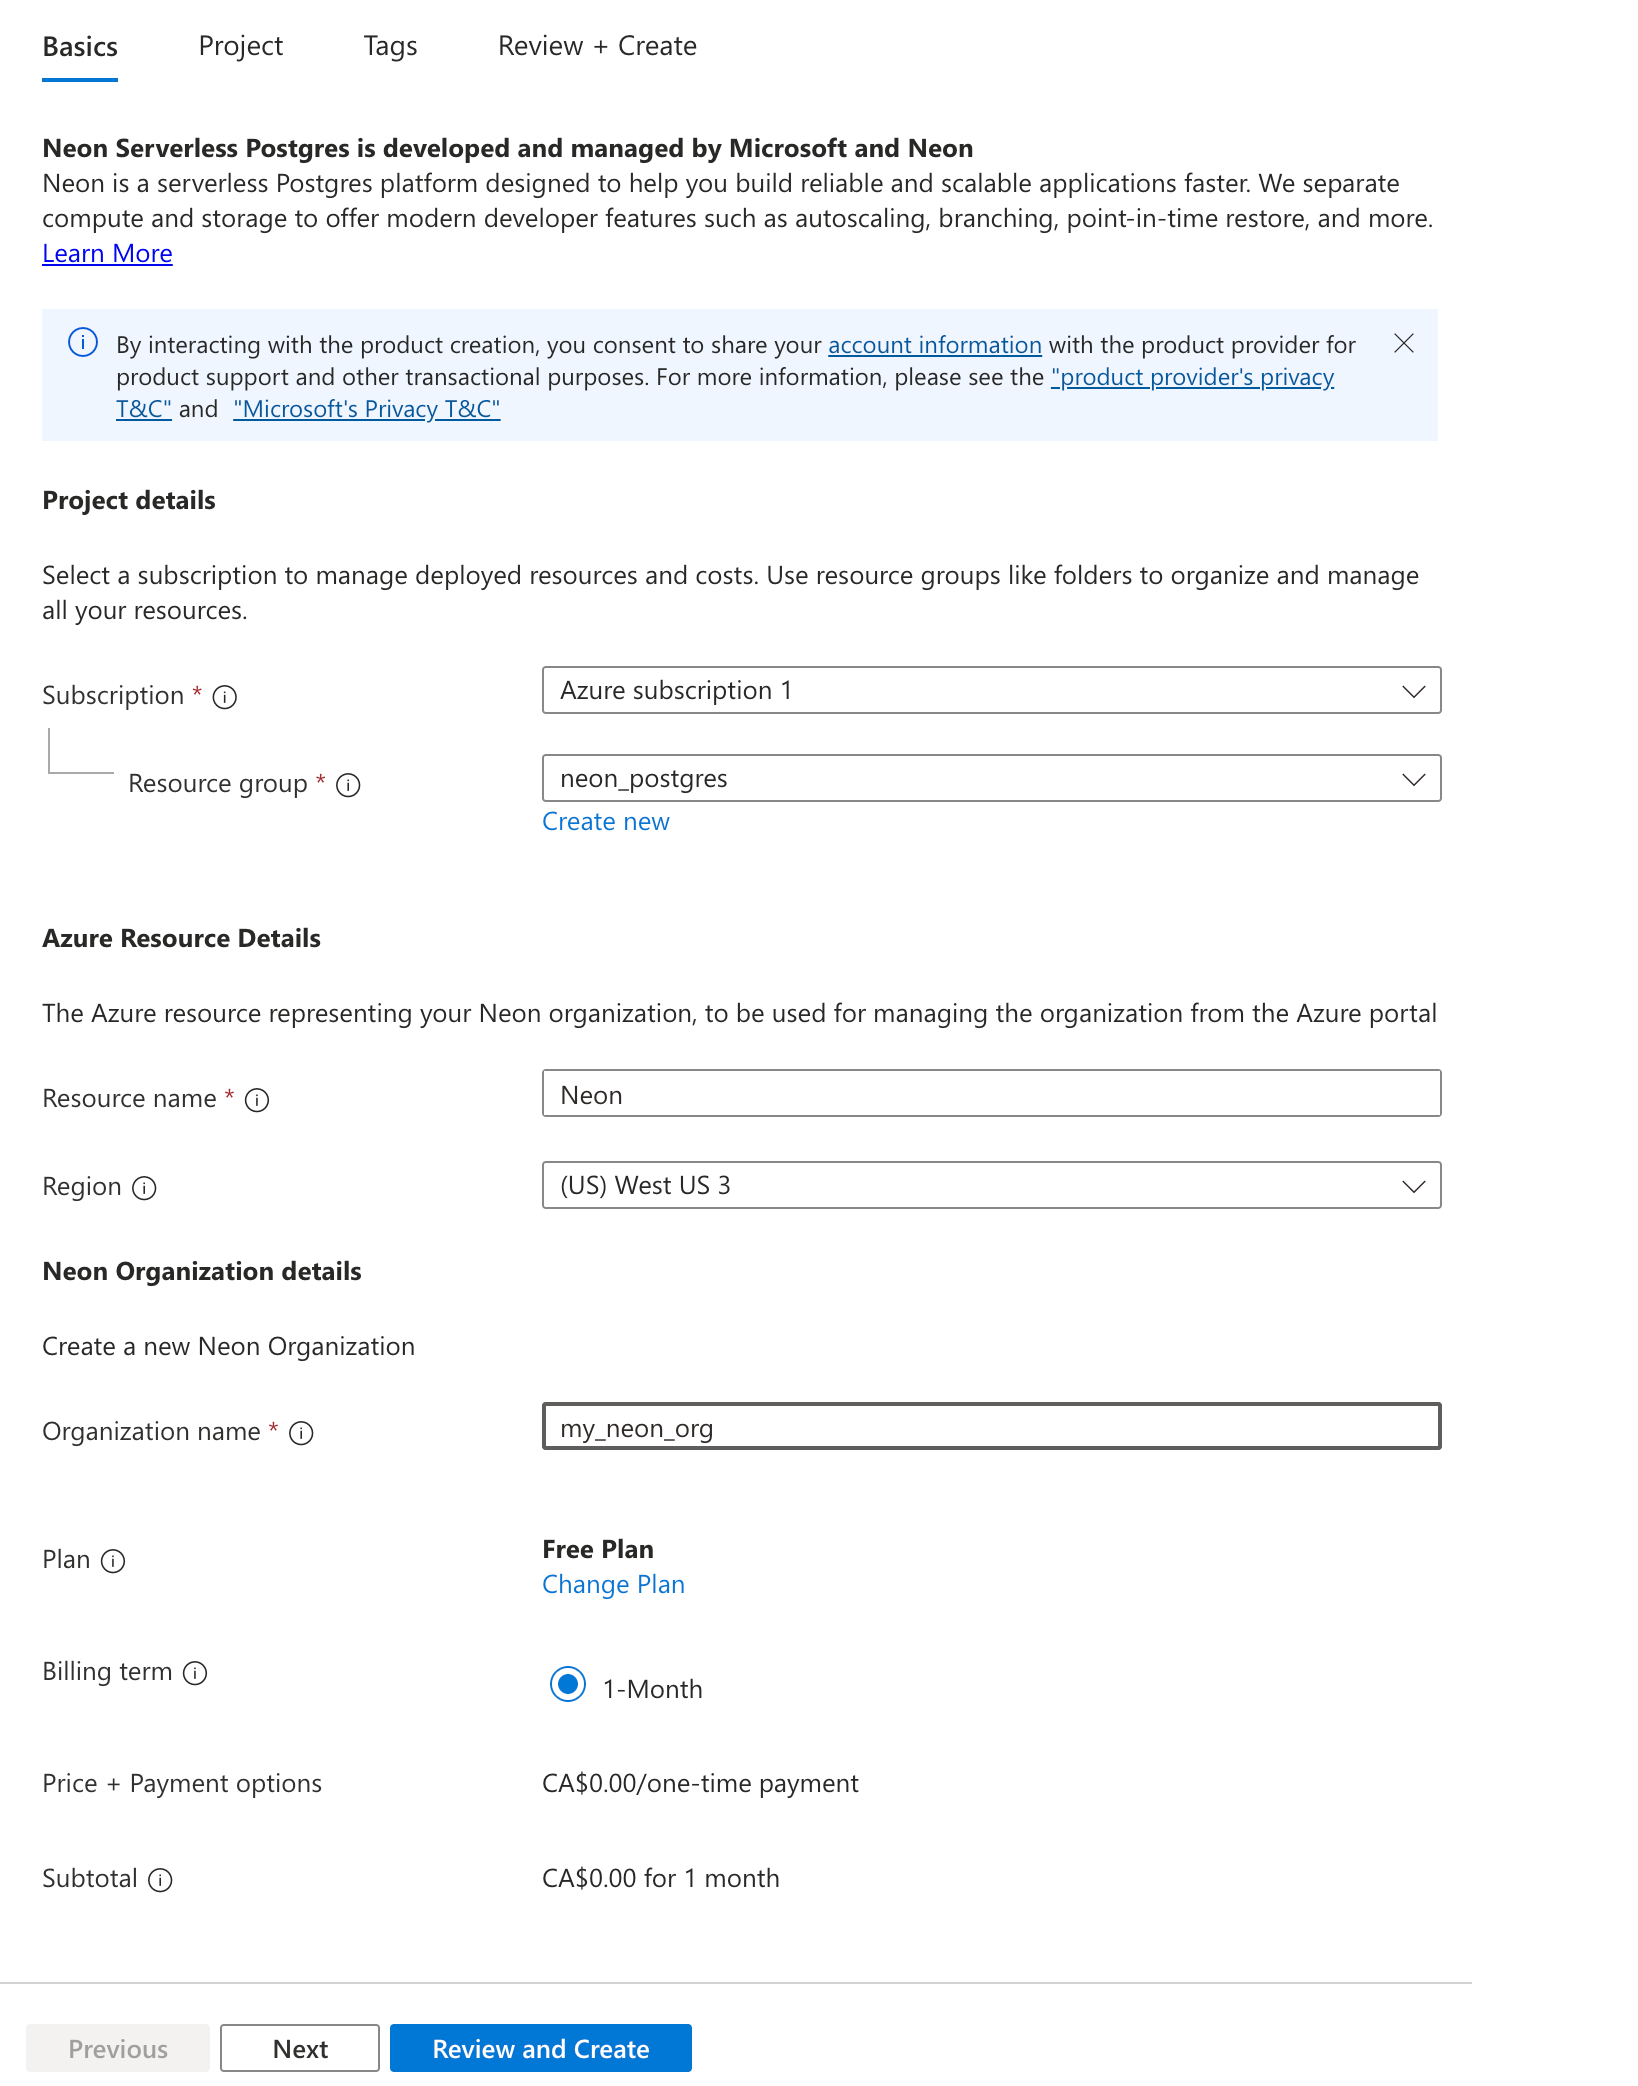 Basics
Project
Tags
Review + Create
Neon Serverless Postgres is developed and managed by Microsoft and Neon
Neon is a serverless Postgres platform designed to help you build reliable and scalable applications faster. We separate
compute and storage to offer modern developer features such as autoscaling, branching, point-in-time restore, and more.
Learn More
By interacting with the product creation, you consent to share your account information with the product provider for
product support and other transactional purposes. For more information, please see the "product provider's privacy
T&C" and "Microsoft's Privacy T&C"
Project details
Select a subscription to manage deployed resources and costs. Use resource groups like folders to organize and manage
all your resources.
Subscription *
Azure subscription 1
Resource group *
neon_postgres
Create new
Azure Resource Details
The Azure resource representing your Neon organization, to be used for managing the organization from the Azure portal
Resource name *
Neon
Region
(US) West US 3
Neon Organization details
Create a new Neon Organization
Organization name *
my_neon_org
Plan
Free Plan
Change Plan
Billing term
1-Month
Price + Payment options
CA$0.00/one-time payment
Subtotal
CA$0.00 for 1 month
Previous
Next
Review and Create